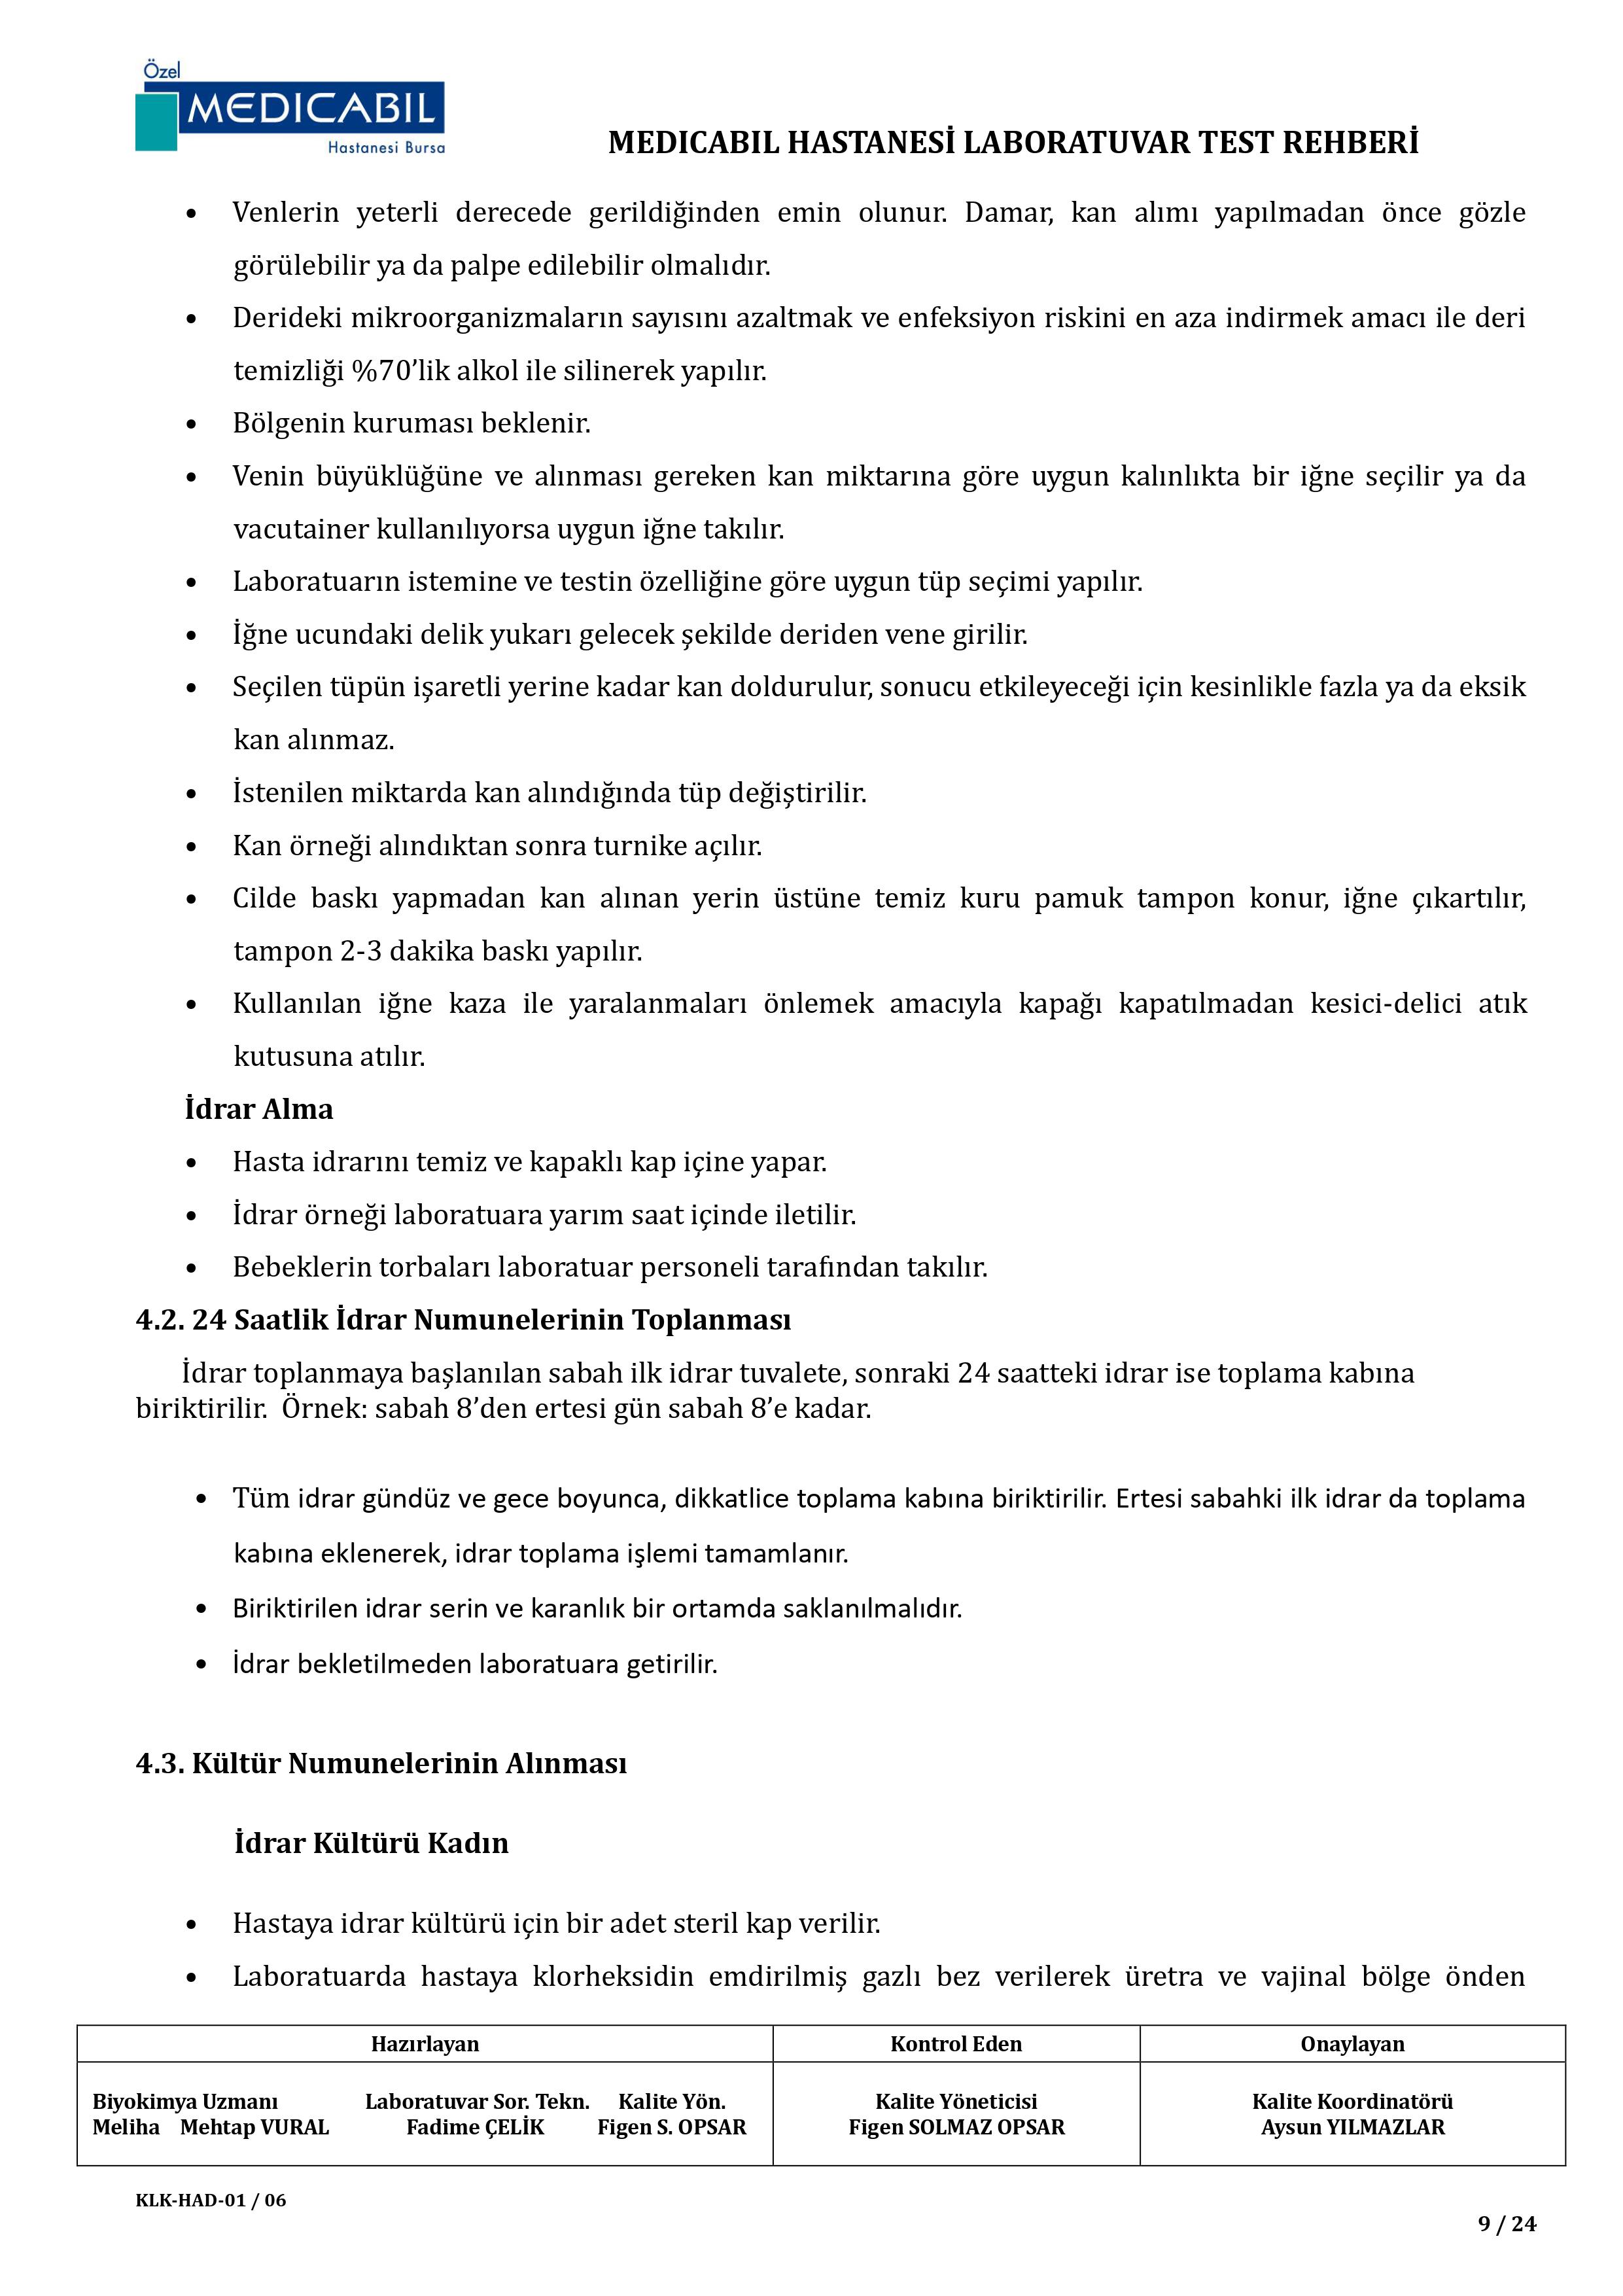 Özel
MEDICABIL
Hastanesi Bursa
MEDICABIL HASTANESİ LABORATUVAR TEST REHBERİ
• Venlerin yeterli derecede gerildiğinden emin olunur. Damar, kan alımı yapılmadan önce gözle
görülebilir ya da palpe edilebilir olmalıdır.
• Derideki mikroorganizmaların sayısını azaltmak ve enfeksiyon riskini en aza indirmek amacı ile deri
temizliği %70’lik alkol ile silinerek yapılır.
• Bölgenin kuruması beklenir.
• Venin büyüklüğüne ve alınması gereken kan miktarına göre uygun kalınlıkta bir iğne seçilir ya da
vacutainer kullanılıyorsa uygun iğne takılır.
• Laboratuarın istemine ve testin özelliğine göre uygun tüp seçimi yapılır.
• İğne ucundaki delik yukarı gelecek şekilde deriden vene girilir.
• Seçilen tüpün işaretli yerine kadar kan doldurulur, sonucu etkileyeceği için kesinlikle fazla ya da eksik
kan alınmaz.
• İstenilen miktarda kan alındığında tüp değiştirilir.
• Kan örneği alındıktan sonra turnike açılır.
• Cilde baskı yapmadan kan alınan yerin üstüne temiz kuru pamuk tampon konur, iğne çıkartılır,
tampon 2-3 dakika baskı yapılır.
• Kullanılan iğne kaza ile yaralanmaları önlemek amacıyla kapağı kapatılmadan kesici-delici atık
kutusuna atılır.
İdrar Alma
• Hasta idrarını temiz ve kapaklı kap içine yapar.
• İdrar örneği laboratuara yarım saat içinde iletilir.
• Bebeklerin torbaları laboratuar personeli tarafından takılır.
4.2. 24 Saatlik İdrar Numunelerinin Toplanması
İdrar toplanmaya başlanılan sabah ilk idrar tuvalete, sonraki 24 saatteki idrar ise toplama kabına
biriktirilir. Örnek: sabah 8’den ertesi gün sabah 8’e kadar.
• Tüm idrar gündüz ve gece boyunca, dikkatlice toplama kabına biriktirilir. Ertesi sabahki ilk idrar da toplama
kabına eklenerek, idrar toplama işlemi tamamlanır.
• Biriktirilen idrar serin ve karanlık bir ortamda saklanılmalıdır.
• İdrar bekletilmeden laboratuara getirilir.
4.3. Kültür Numunelerinin Alınması
İdrar Kültürü Kadın
• Hastaya idrar kültürü için bir adet steril kap verilir.
• Laboratuarda hastaya klorheksidin emdirilmiş gazlı bez verilerek üretra ve vajinal bölge önden
Hazırlayan Kontrol Eden Onaylayan
Biyokimya Uzmanı Laboratuvar Sor. Tekn. Kalite Yön. Kalite Yöneticisi Kalite Koordinatörü
Meliha Mehtap VURAL Fadime ÇELİK Figen S. OPSAR Figen SOLMAZ OPSAR Aysun YILMAZLAR
KLK-HAD-01 / 06
9 / 24